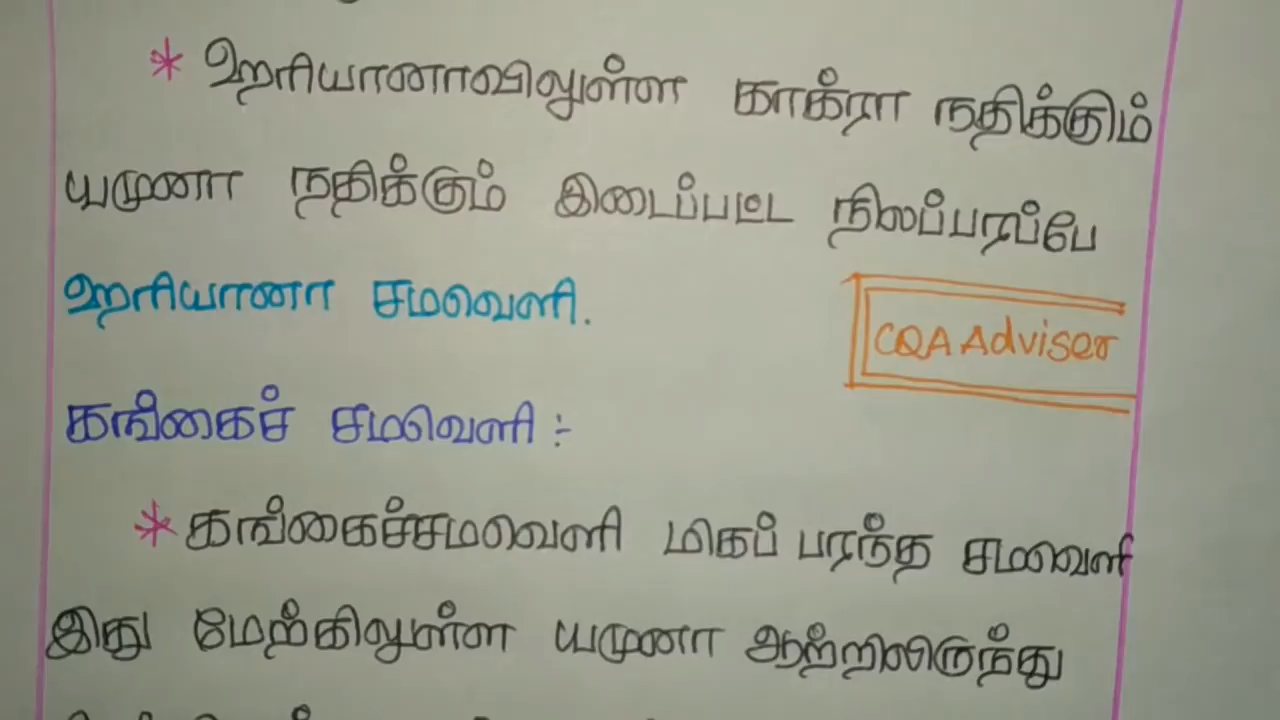 * ஹரியானாவிலுள்ள காக்ரா நதிக்கும்
யமுனா நதிக்கும் இடைப்பட்ட நிலப்பரப்பே
ஹரியானா சமவெளி.
CQA Adviser
கங்கைச் சமவெளி :-
* கங்கைச்சமவெளி மிகப் பரந்த சமவெளி
இது மேற்கிலுள்ள யமுனா ஆற்றிலிருந்து